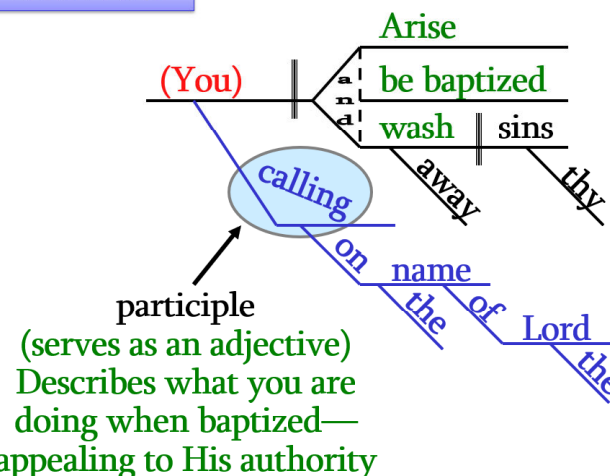 Arise
(You)
and
be baptized
wash
sins
away
thy
calling
on
name
the
of
Lord
the
participle
(serves as an adjective)
Describes what you are
doing when baptized—
appealing to His authority